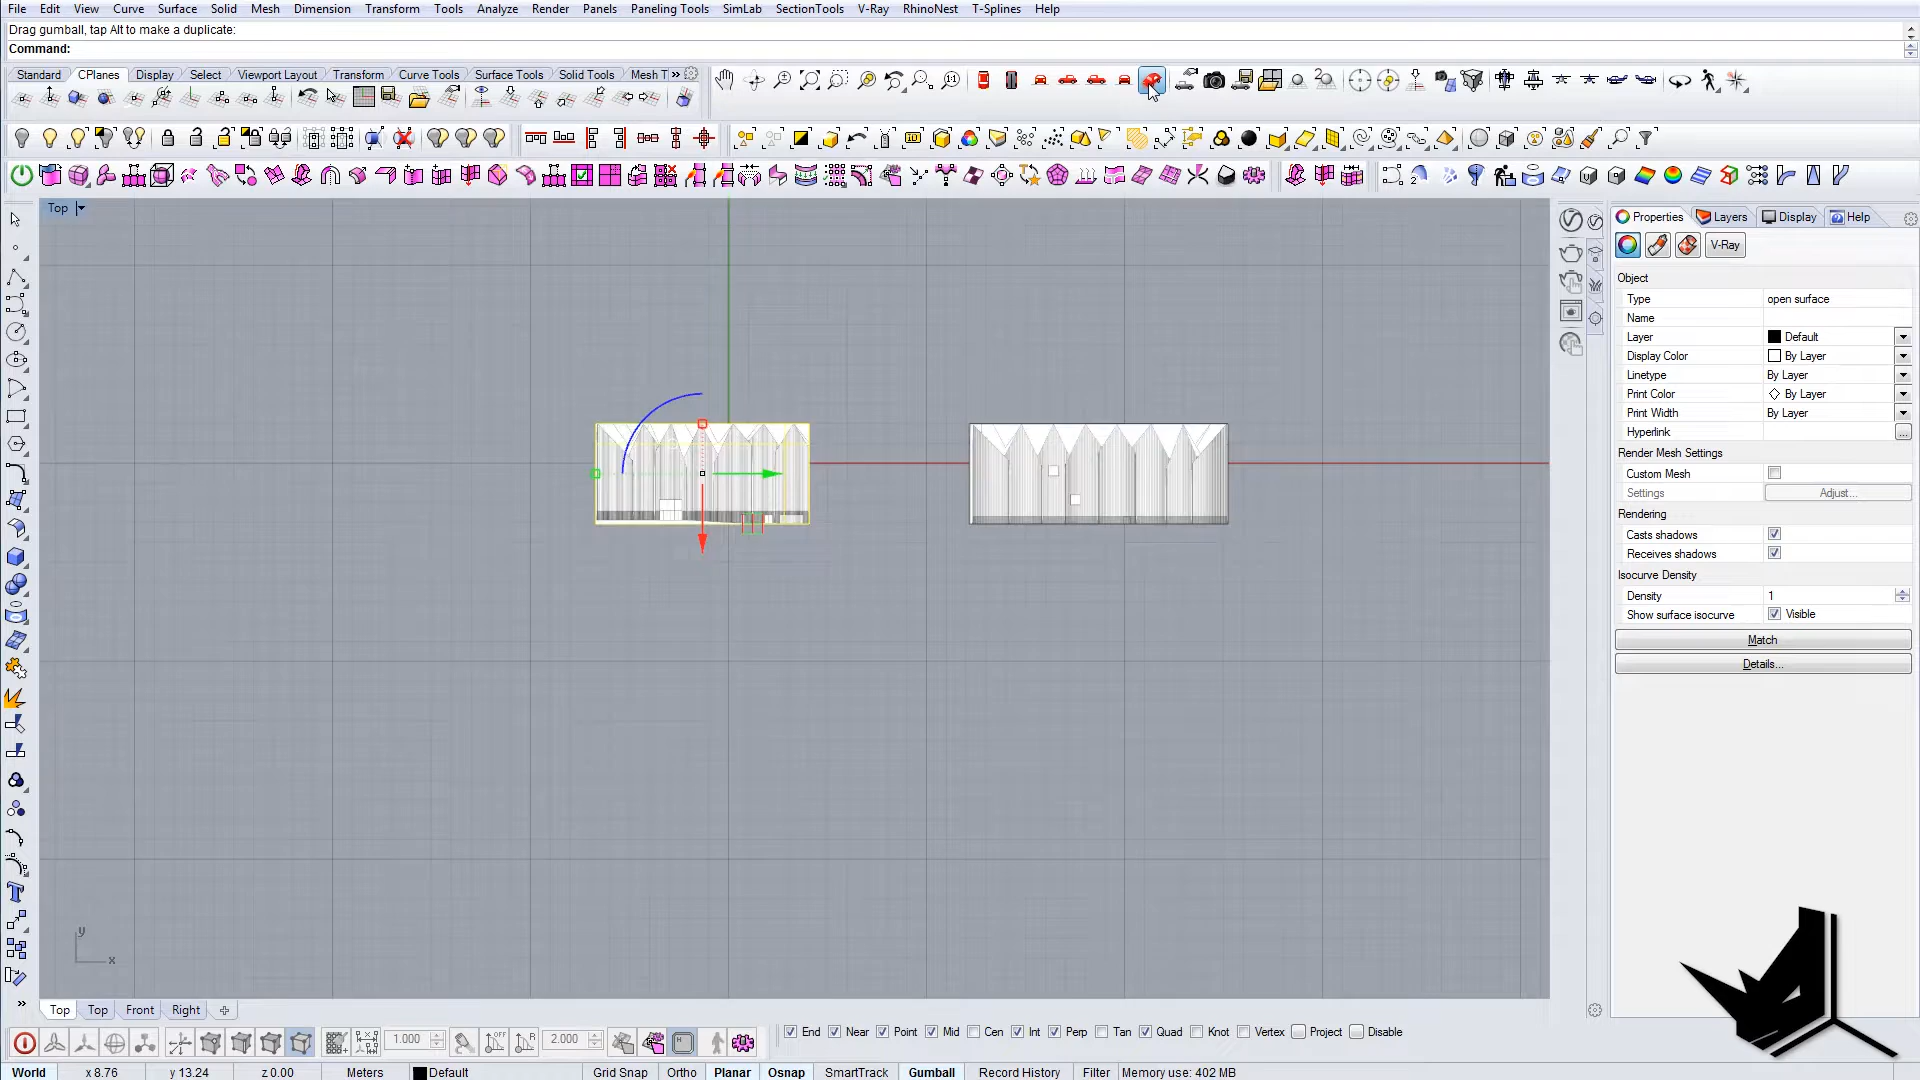 File Edit View Curve Surface Solid Mesh Dimension Transform Tools Analyze Render Panels Paneling Tools SimLab SectionTools V-Ray RhinoNest T-Splines Help
Drag gumball, tap Alt to make a duplicate:
Command:
Standard CPlanes Display Select Viewport Layout Transform Curve Tools Surface Tools Solid Tools Mesh T
Top
Properties Layers Display Help
V-Ray
Object
Type open surface
Name
Layer Default
Display Color By Layer
Linetype By Layer
Print Color By Layer
Print Width By Layer
Hyperlink ...
Render Mesh Settings
Custom Mesh
Settings Adjust...
Rendering
Casts shadows
Receives shadows
Isocurve Density
Density 1
Show surface isocurve Visible
Match
Details...
y
x
Top Top Front Right
1.000 2.000 End Near Point Mid Cen Int Perp Tan Quad Knot Vertex Project Disable
World x 8.76 y 13.24 z 0.00 Meters Default Grid Snap Ortho Planar Osnap SmartTrack Gumball Record History Filter Memory use: 402 MB